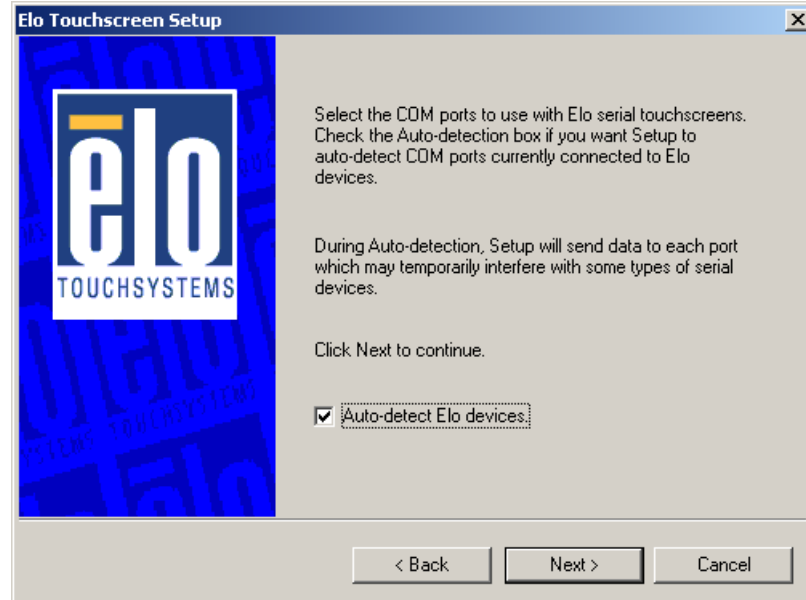 Elo Touchscreen Setup
elo
TOUCHSYSTEMS
Select the COM ports to use with Elo serial touchscreens.
Check the Auto-detection box if you want Setup to
auto-detect COM ports currently connected to Elo
devices.
During Auto-detection, Setup will send data to each port
which may temporarily interfere with some types of serial
devices.
Click Next to continue.
Auto-detect Elo devices.
< Back
Next >
Cancel